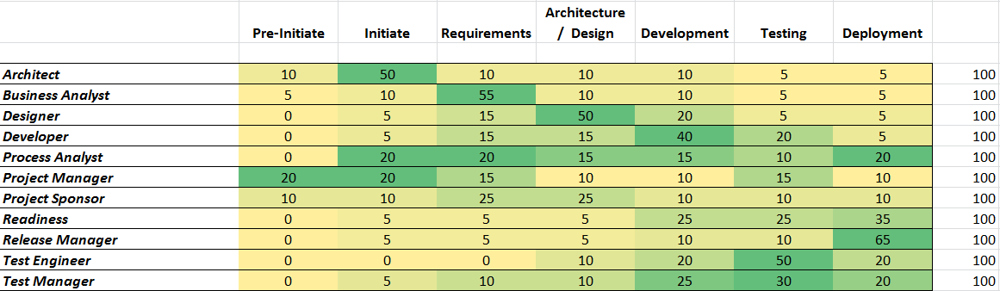 Architecture
Pre-Initiate Initiate Requirements / Design Development Testing Deployment
Architect 10 50 10 10 10 5 5 100
Business Analyst 5 10 55 10 10 5 5 100
Designer 0 5 15 50 20 5 5 100
Developer 0 5 15 15 40 20 5 100
Process Analyst 0 20 20 15 15 10 20 100
Project Manager 20 20 15 10 10 15 10 100
Project Sponsor 10 10 25 25 10 10 10 100
Readiness 0 5 5 5 25 25 35 100
Release Manager 0 5 5 5 10 10 65 100
Test Engineer 0 0 0 10 20 50 20 100
Test Manager 0 5 10 10 25 30 20 100